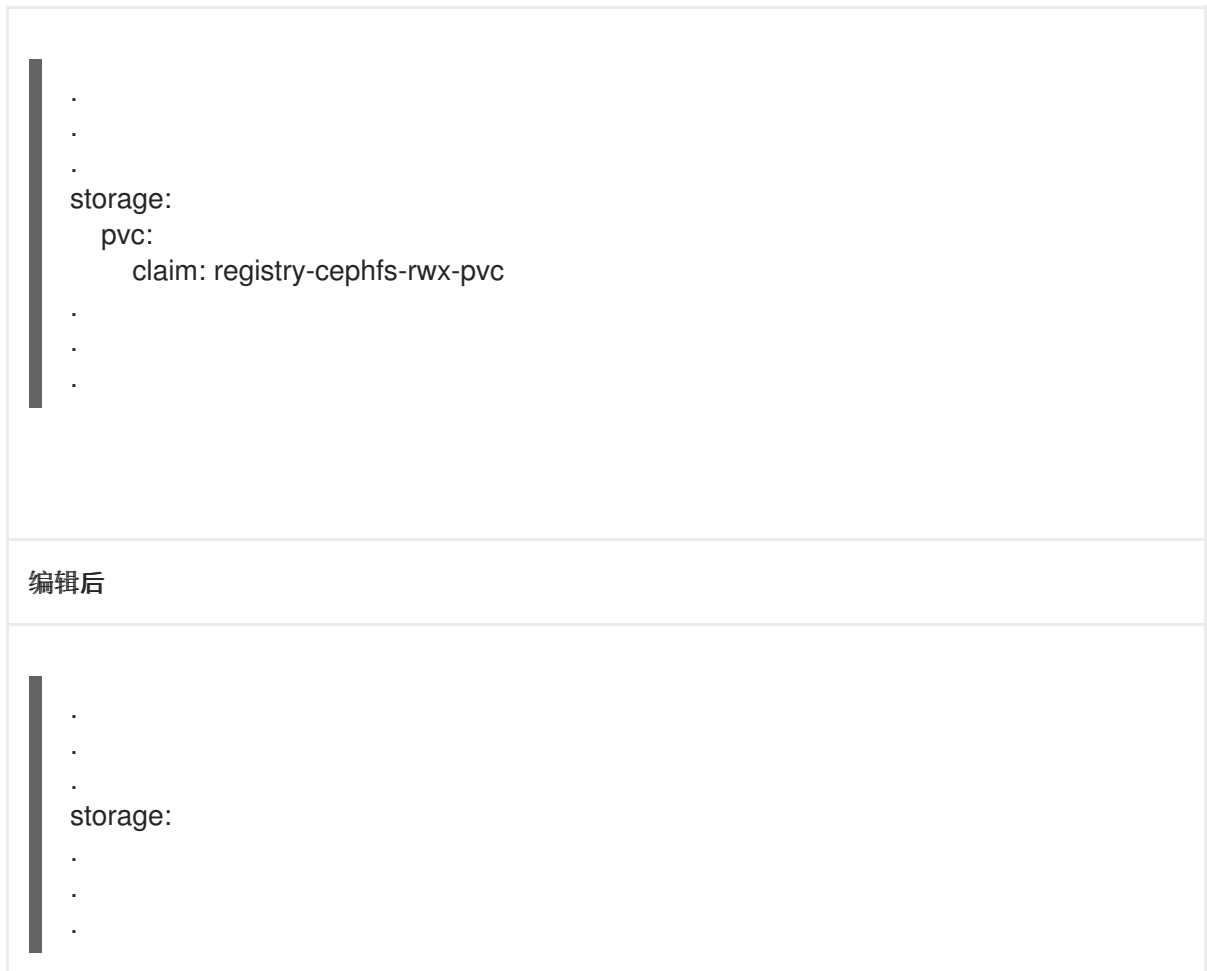 .
.
.
storage:
pvc:
claim: registry-cephfs-rwx-pvc
.
.
.
编辑后
.
.
.
storage:
.
.
.